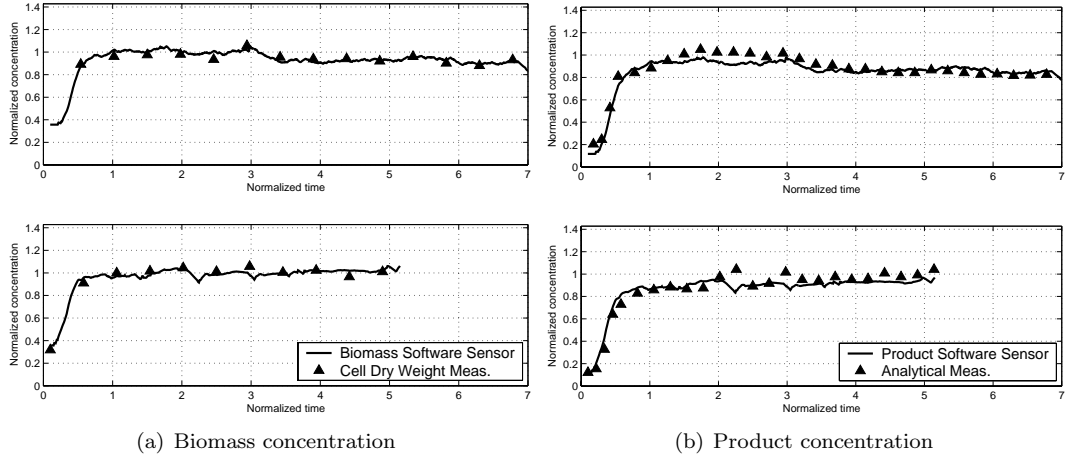 1.4
1.2
1
0.8
0.6
0.4
0.2
0
Normalized concentration
0 1 2 3 4 5 6 7
Normalized time
1.4
1.2
1
0.8
0.6
0.4
0.2
0
Normalized concentration
0 1 2 3 4 5 6 7
Normalized time
1.4
1.2
1
0.8
0.6
0.4
0.2
0
Normalized concentration
Biomass Software Sensor
Cell Dry Weight Meas.
0 1 2 3 4 5 6 7
Normalized time
1.4
1.2
1
0.8
0.6
0.4
0.2
0
Normalized concentration
Product Software Sensor
Analytical Meas.
0 1 2 3 4 5 6 7
Normalized time
(a) Biomass concentration
(b) Product concentration